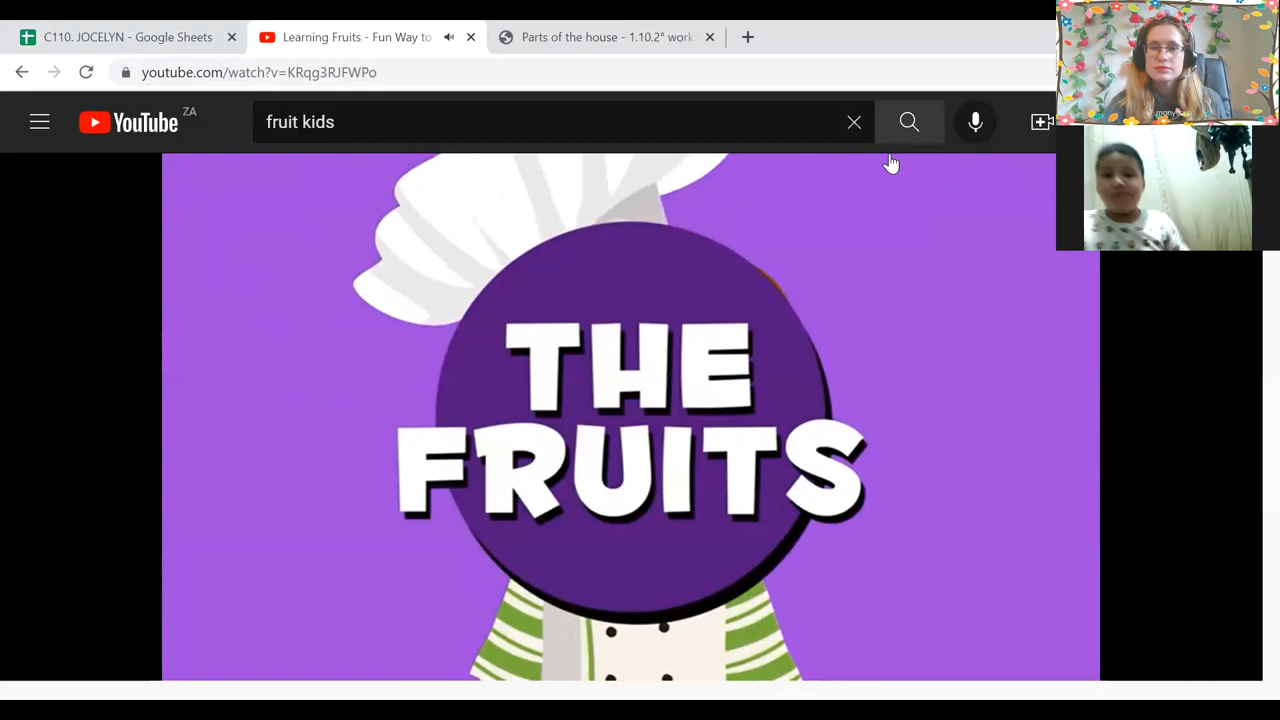 C110. JOCELYN - Google Sheets
Learning Fruits - Fun Way to
Parts of the house - 1.10.2° work
youtube.com/watch?v=KRqg3RJFWPo
YouTube ZA
fruit kids
THE
FRUITS